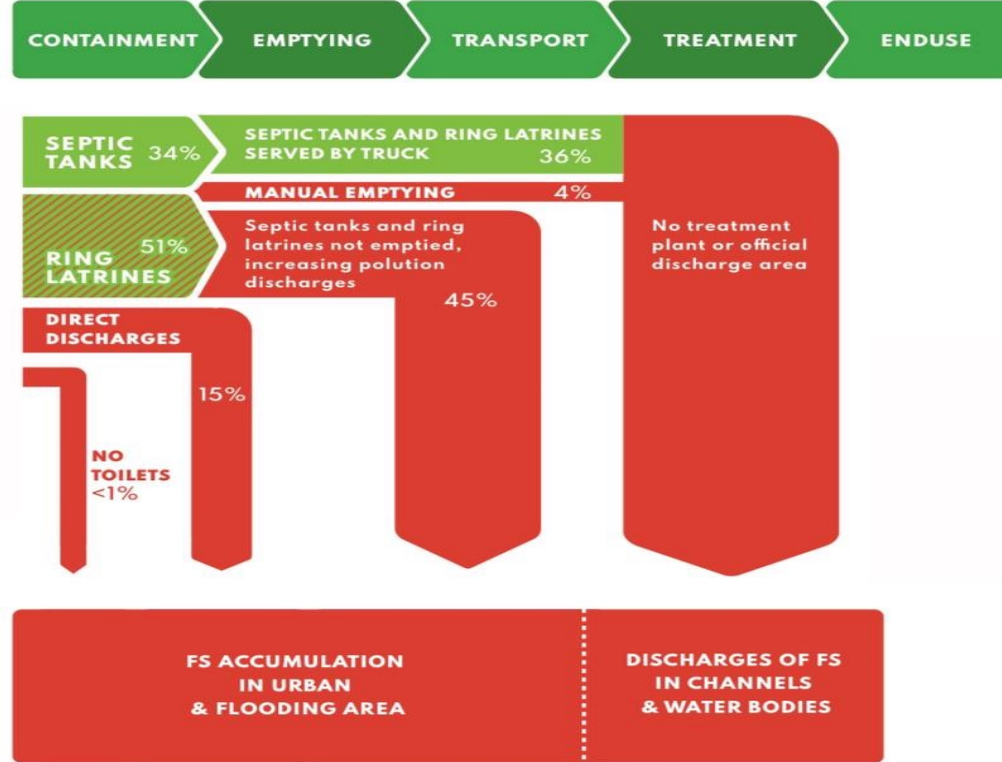 CONTAINMENT
EMPTYING
TRANSPORT
TREATMENT
ENDUSE
SEPTIC
TANKS 34%
SEPTIC TANKS AND RING LATRINES
SERVED BY TRUCK 36%
MANUAL EMPTYING 4%
RING
LATRINES
51%
Septic tanks and ring
latrines not emptied,
increasing polution
discharges
45%
No treatment
plant or official
discharge area
DIRECT
DISCHARGES
15%
NO
TOILETS
<1%
FS ACCUMULATION
IN URBAN
& FLOODING AREA
DISCHARGES OF FS
IN CHANNELS
& WATER BODIES